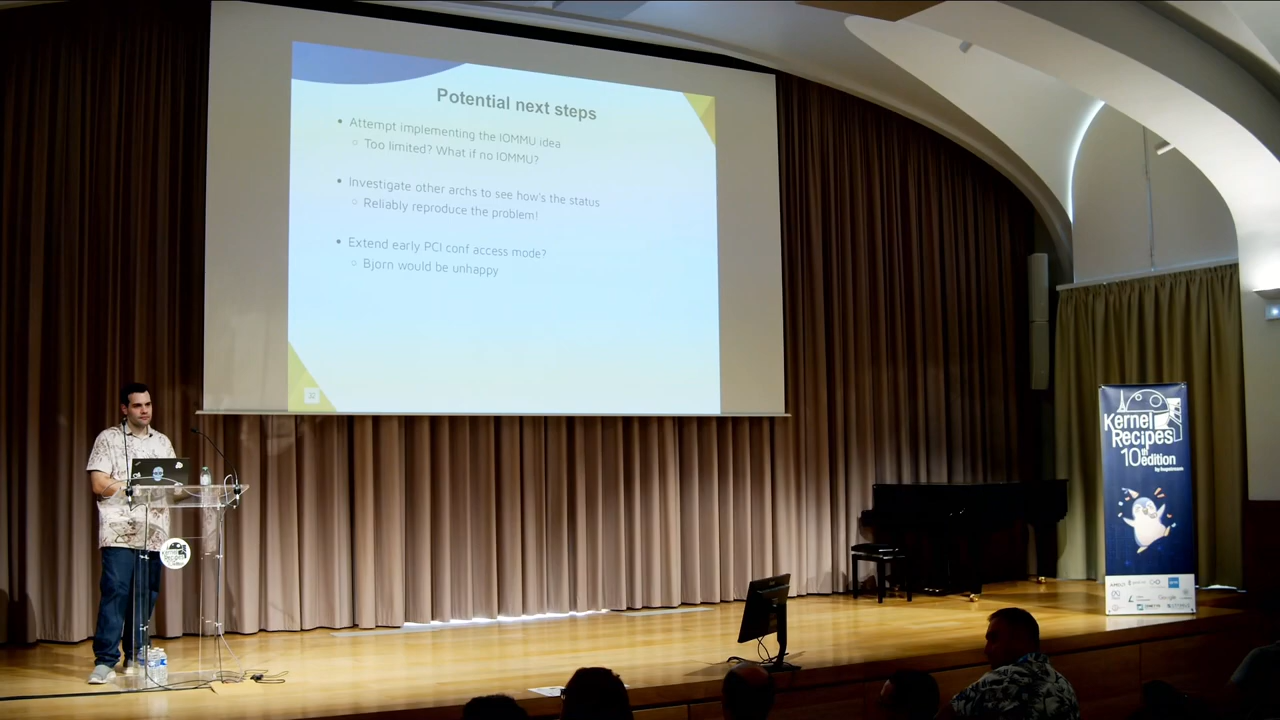 Potential next steps
• Attempt implementing the IOMMU idea
○ Too limited? What if no IOMMU?
• Investigate other archs to see how's the status
○ Reliably reproduce the problem!
• Extend early PCI conf access mode?
○ Bjorn would be unhappy
Kernel
Recipes
10th edition
Kernel
Recipes